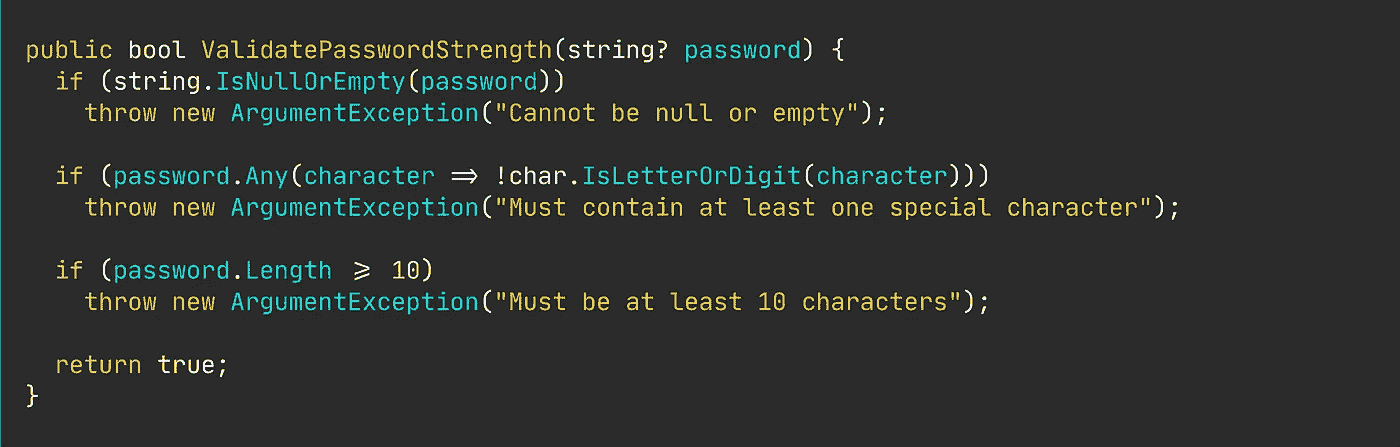 public bool ValidatePasswordStrength(string? password) {
if (string.IsNullOrEmpty(password))
throw new ArgumentException("Cannot be null or empty");
if (password.Any(character => !char.IsLetterOrDigit(character)))
throw new ArgumentException("Must contain at least one special character");
if (password.Length >= 10)
throw new ArgumentException("Must be at least 10 characters");
return true;
}